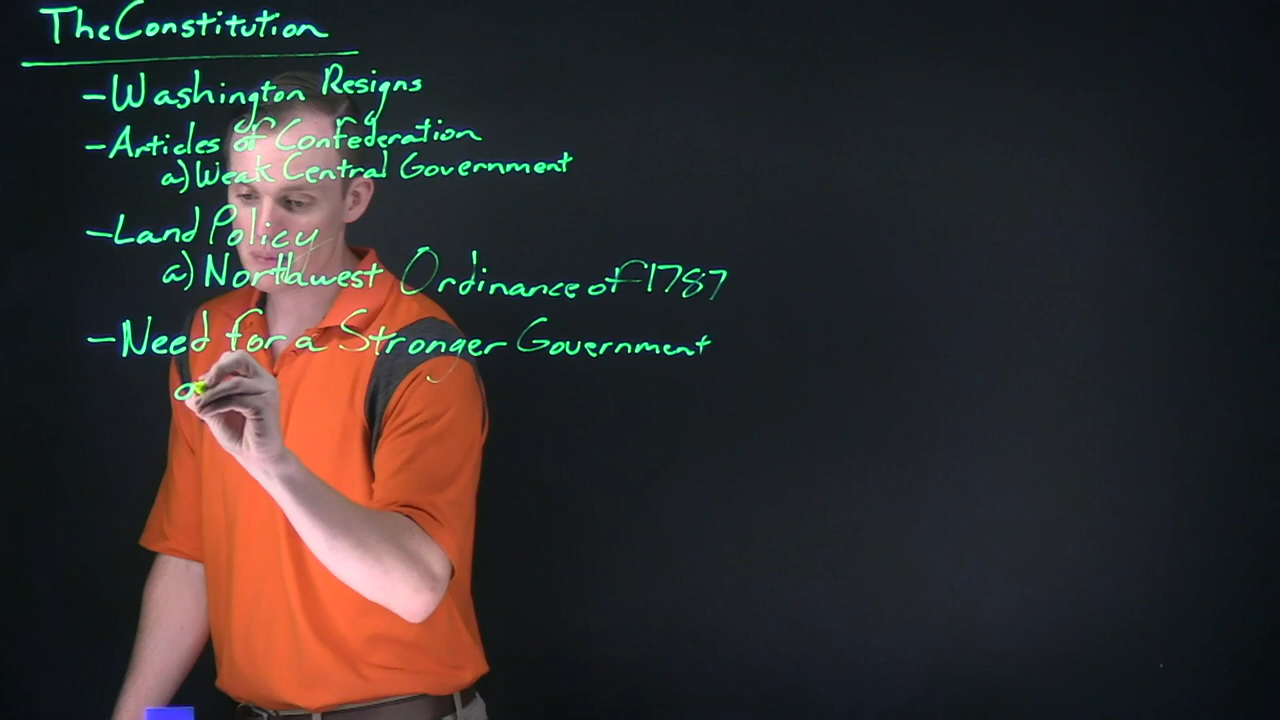 The Constitution
- Washington Resigns
- Articles of Confederation
a) Weak Central Government
- Land Policy
a) Northwest Ordinance of 1787
- Need for a Stronger Government
a